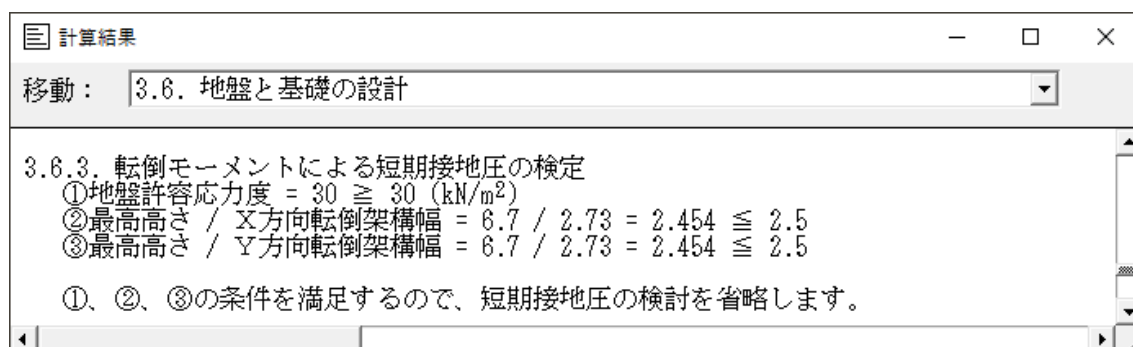 計算結果
移動： 3.6. 地盤と基礎の設計
3.6.3. 転倒モーメントによる短期接地圧の検定
①地盤許容応力度 = 30 ≧ 30 (kN/m²)
②最高高さ / X方向転倒架構幅 = 6.7 / 2.73 = 2.454 ≦ 2.5
③最高高さ / Y方向転倒架構幅 = 6.7 / 2.73 = 2.454 ≦ 2.5
①、②、③の条件を満足するので、短期接地圧の検討を省略します。